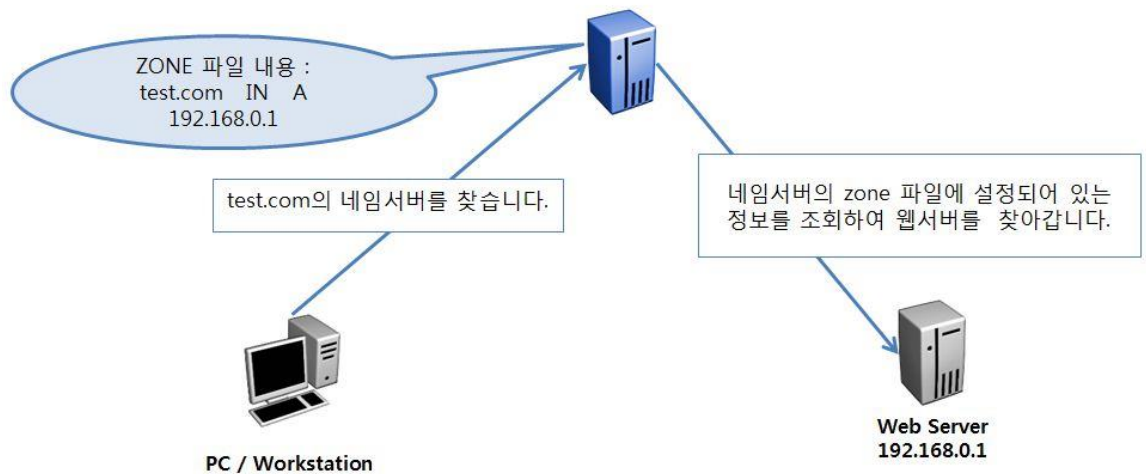 ZONE 파일 내용 :
test.com IN A
192.168.0.1
test.com의 네임서버를 찾습니다.
네임서버의 zone 파일에 설정되어 있는
정보를 조회하여 웹서버를 찾아갑니다.
Web Server
192.168.0.1
PC / Workstation